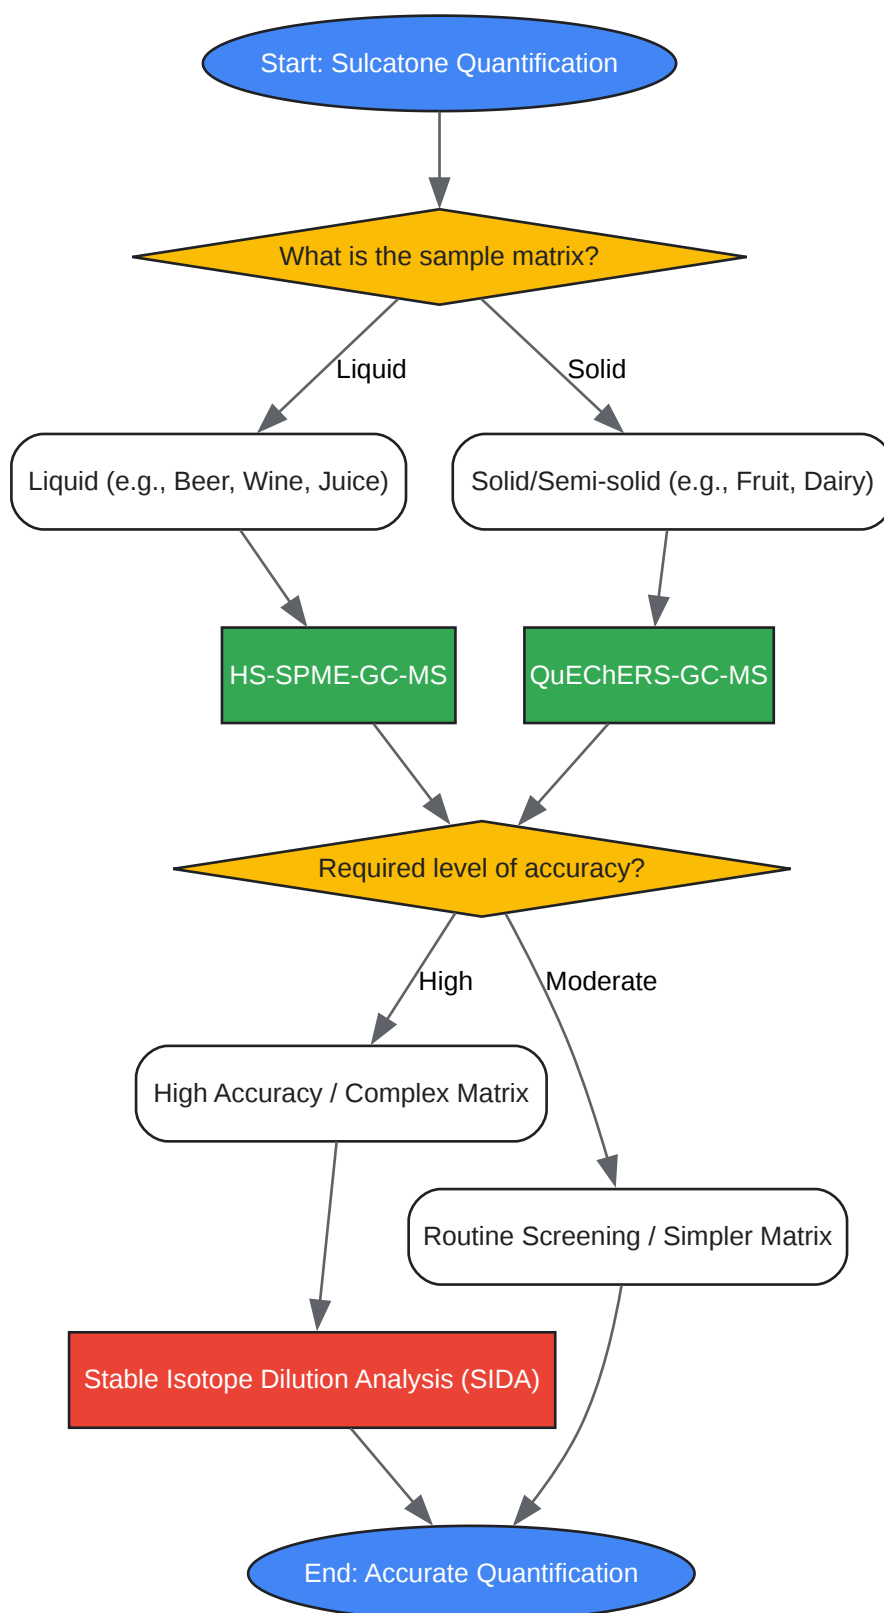 Start: Sulcatone Quantification
What is the sample matrix?
Liquid
Solid
Liquid (e.g., Beer, Wine, Juice)
Solid/Semi-solid (e.g., Fruit, Dairy)
HS-SPME-GC-MS
QuEChERS-GC-MS
Required level of accuracy?
High
Moderate
High Accuracy / Complex Matrix
Routine Screening / Simpler Matrix
Stable Isotope Dilution Analysis (SIDA)
End: Accurate Quantification